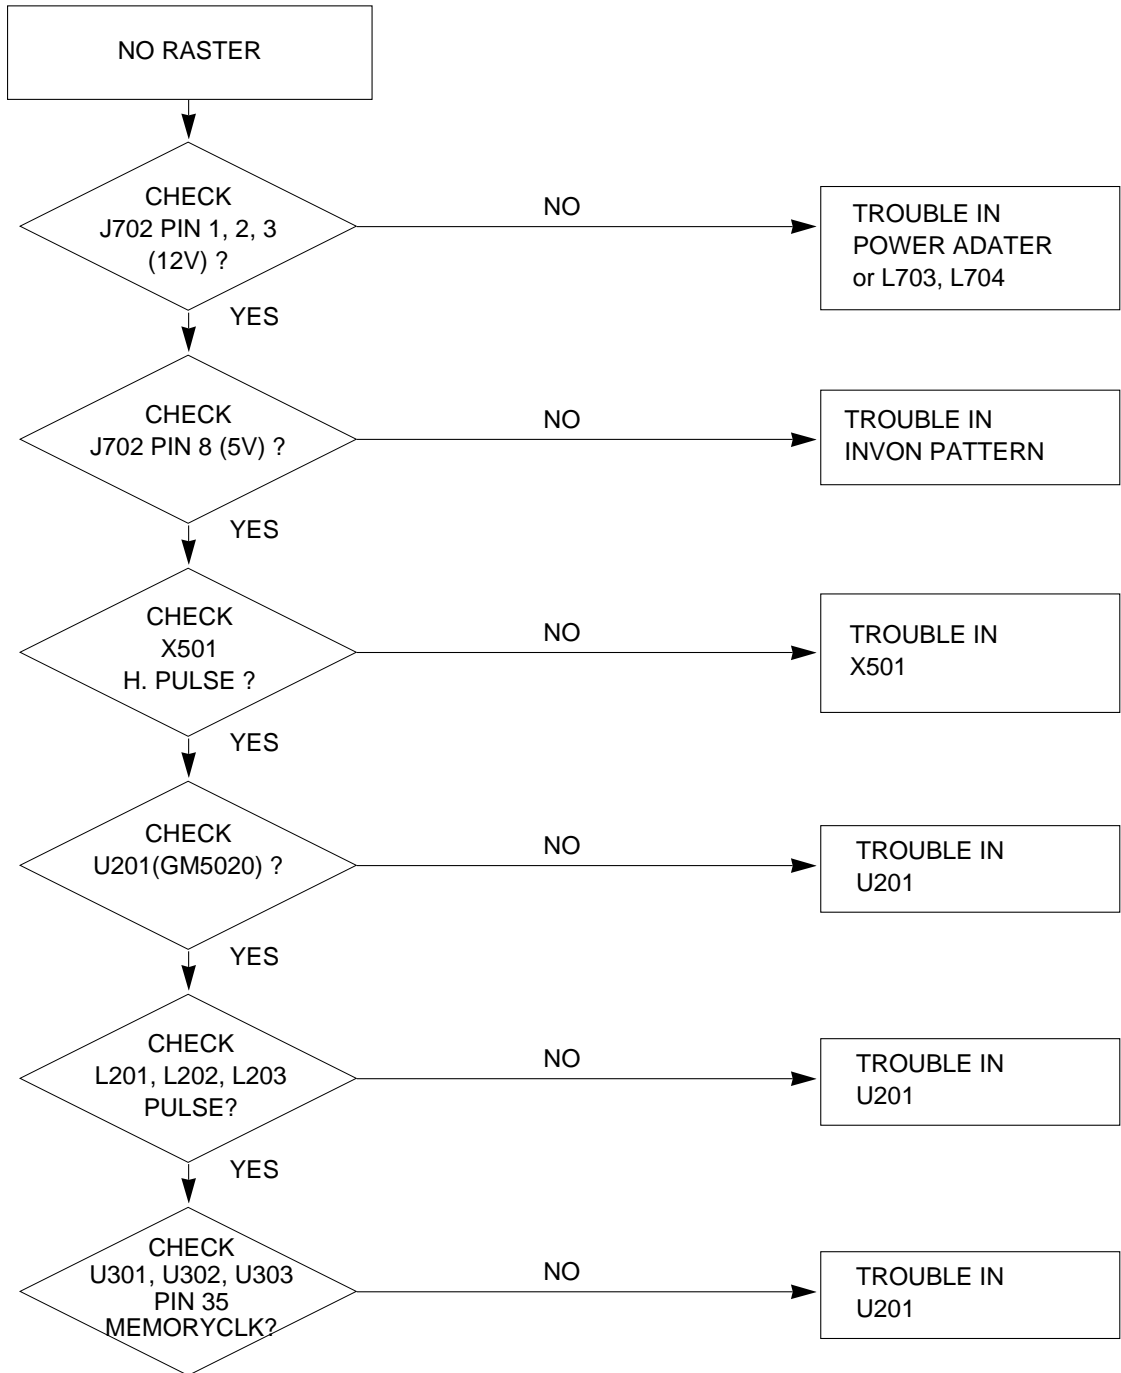 NO RASTER
CHECK
J702 PIN 1, 2, 3
(12V) ?
NO
TROUBLE IN
POWER ADATER
or L703, L704
YES
CHECK
J702 PIN 8 (5V) ?
NO
TROUBLE IN
INVON PATTERN
YES
CHECK
X501
H. PULSE ?
NO
TROUBLE IN
X501
YES
CHECK
U201(GM5020) ?
NO
TROUBLE IN
U201
YES
CHECK
L201, L202, L203
PULSE?
NO
TROUBLE IN
U201
YES
CHECK
U301, U302, U303
PIN 35
MEMORYCLK?
NO
TROUBLE IN
U201